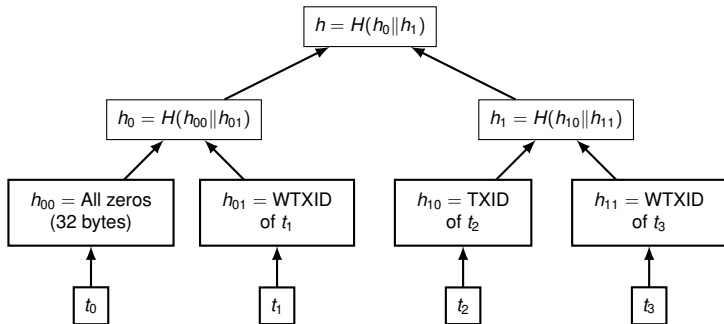 h = H(h₀‖h₁)
h₀ = H(h₀₀‖h₀₁)
h₁ = H(h₁₀‖h₁₁)
h₀₀ = All zeros
(32 bytes)
h₀₁ = WTXID
of t₁
h₁₀ = TXID
of t₂
h₁₁ = WTXID
of t₃
t₀
t₁
t₂
t₃